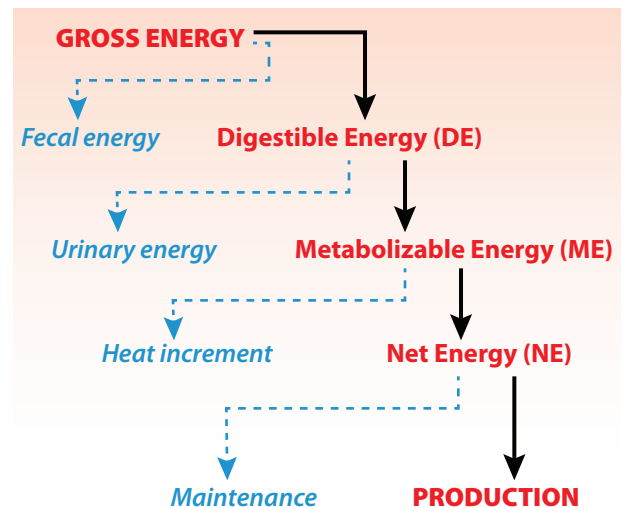 GROSS ENERGY
Fecal energy
Digestible Energy (DE)
Urinary energy
Metabolizable Energy (ME)
Heat increment
Net Energy (NE)
Maintenance
PRODUCTION